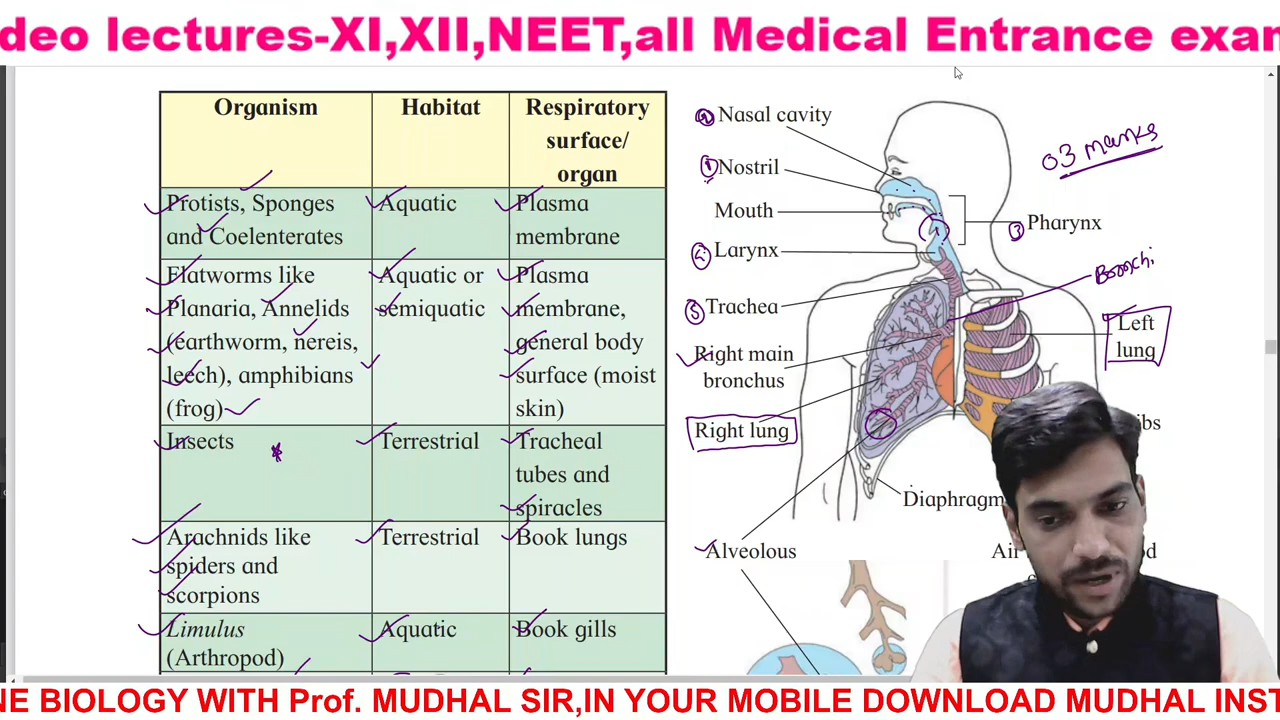 deo lectures-XI,XII,NEET,all Medical Entrance exam
Organism
Habitat
Respiratory
surface/
organ
Protists, Sponges
and Coelenterates
Aquatic
Plasma
membrane
Flatworms like
Planaria, Annelids
(earthworm, nereis,
leech), amphibians
(frog)
Aquatic or
semiquatic
Plasma
membrane,
general body
surface (moist
skin)
Insects
Terrestrial
Tracheal
tubes and
spiracles
Arachnids like
spiders and
scorpions
Terrestrial
Book lungs
Limulus
(Arthropod)
Aquatic
Book gills
Nasal cavity
03 marks
① Nostril
Mouth
③ Pharynx
Larynx
Bronchi
Trachea
Left
lung
Right main
bronchus
Right lung
Diaphragm
Alveolous
NE BIOLOGY WITH Prof. MUDHAL SIR,IN YOUR MOBILE DOWNLOAD MUDHAL INST